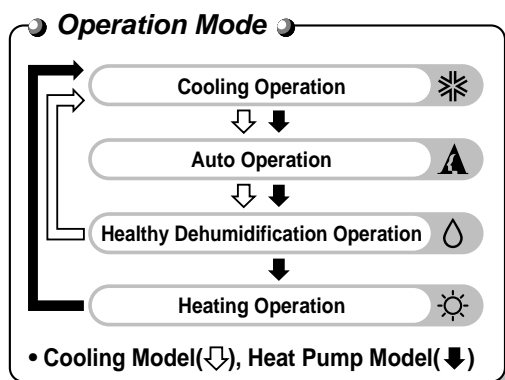 Operation Mode
Cooling Operation
Auto Operation
Healthy Dehumidification Operation
Heating Operation
• Cooling Model(⇩), Heat Pump Model(⬇)